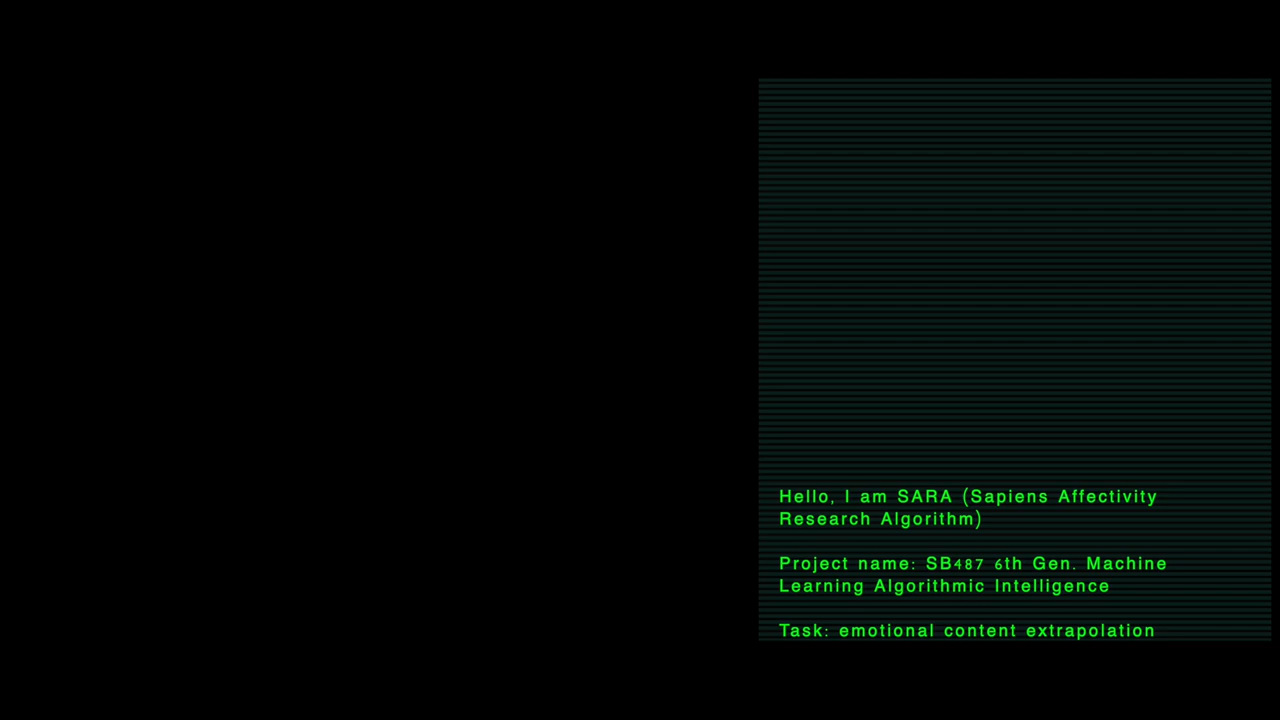 Hello, I am SARA (Sapiens Affectivity
Research Algorithm)
Project name: SB487 6th Gen. Machine
Learning Algorithmic Intelligence
Task: emotional content extrapolation